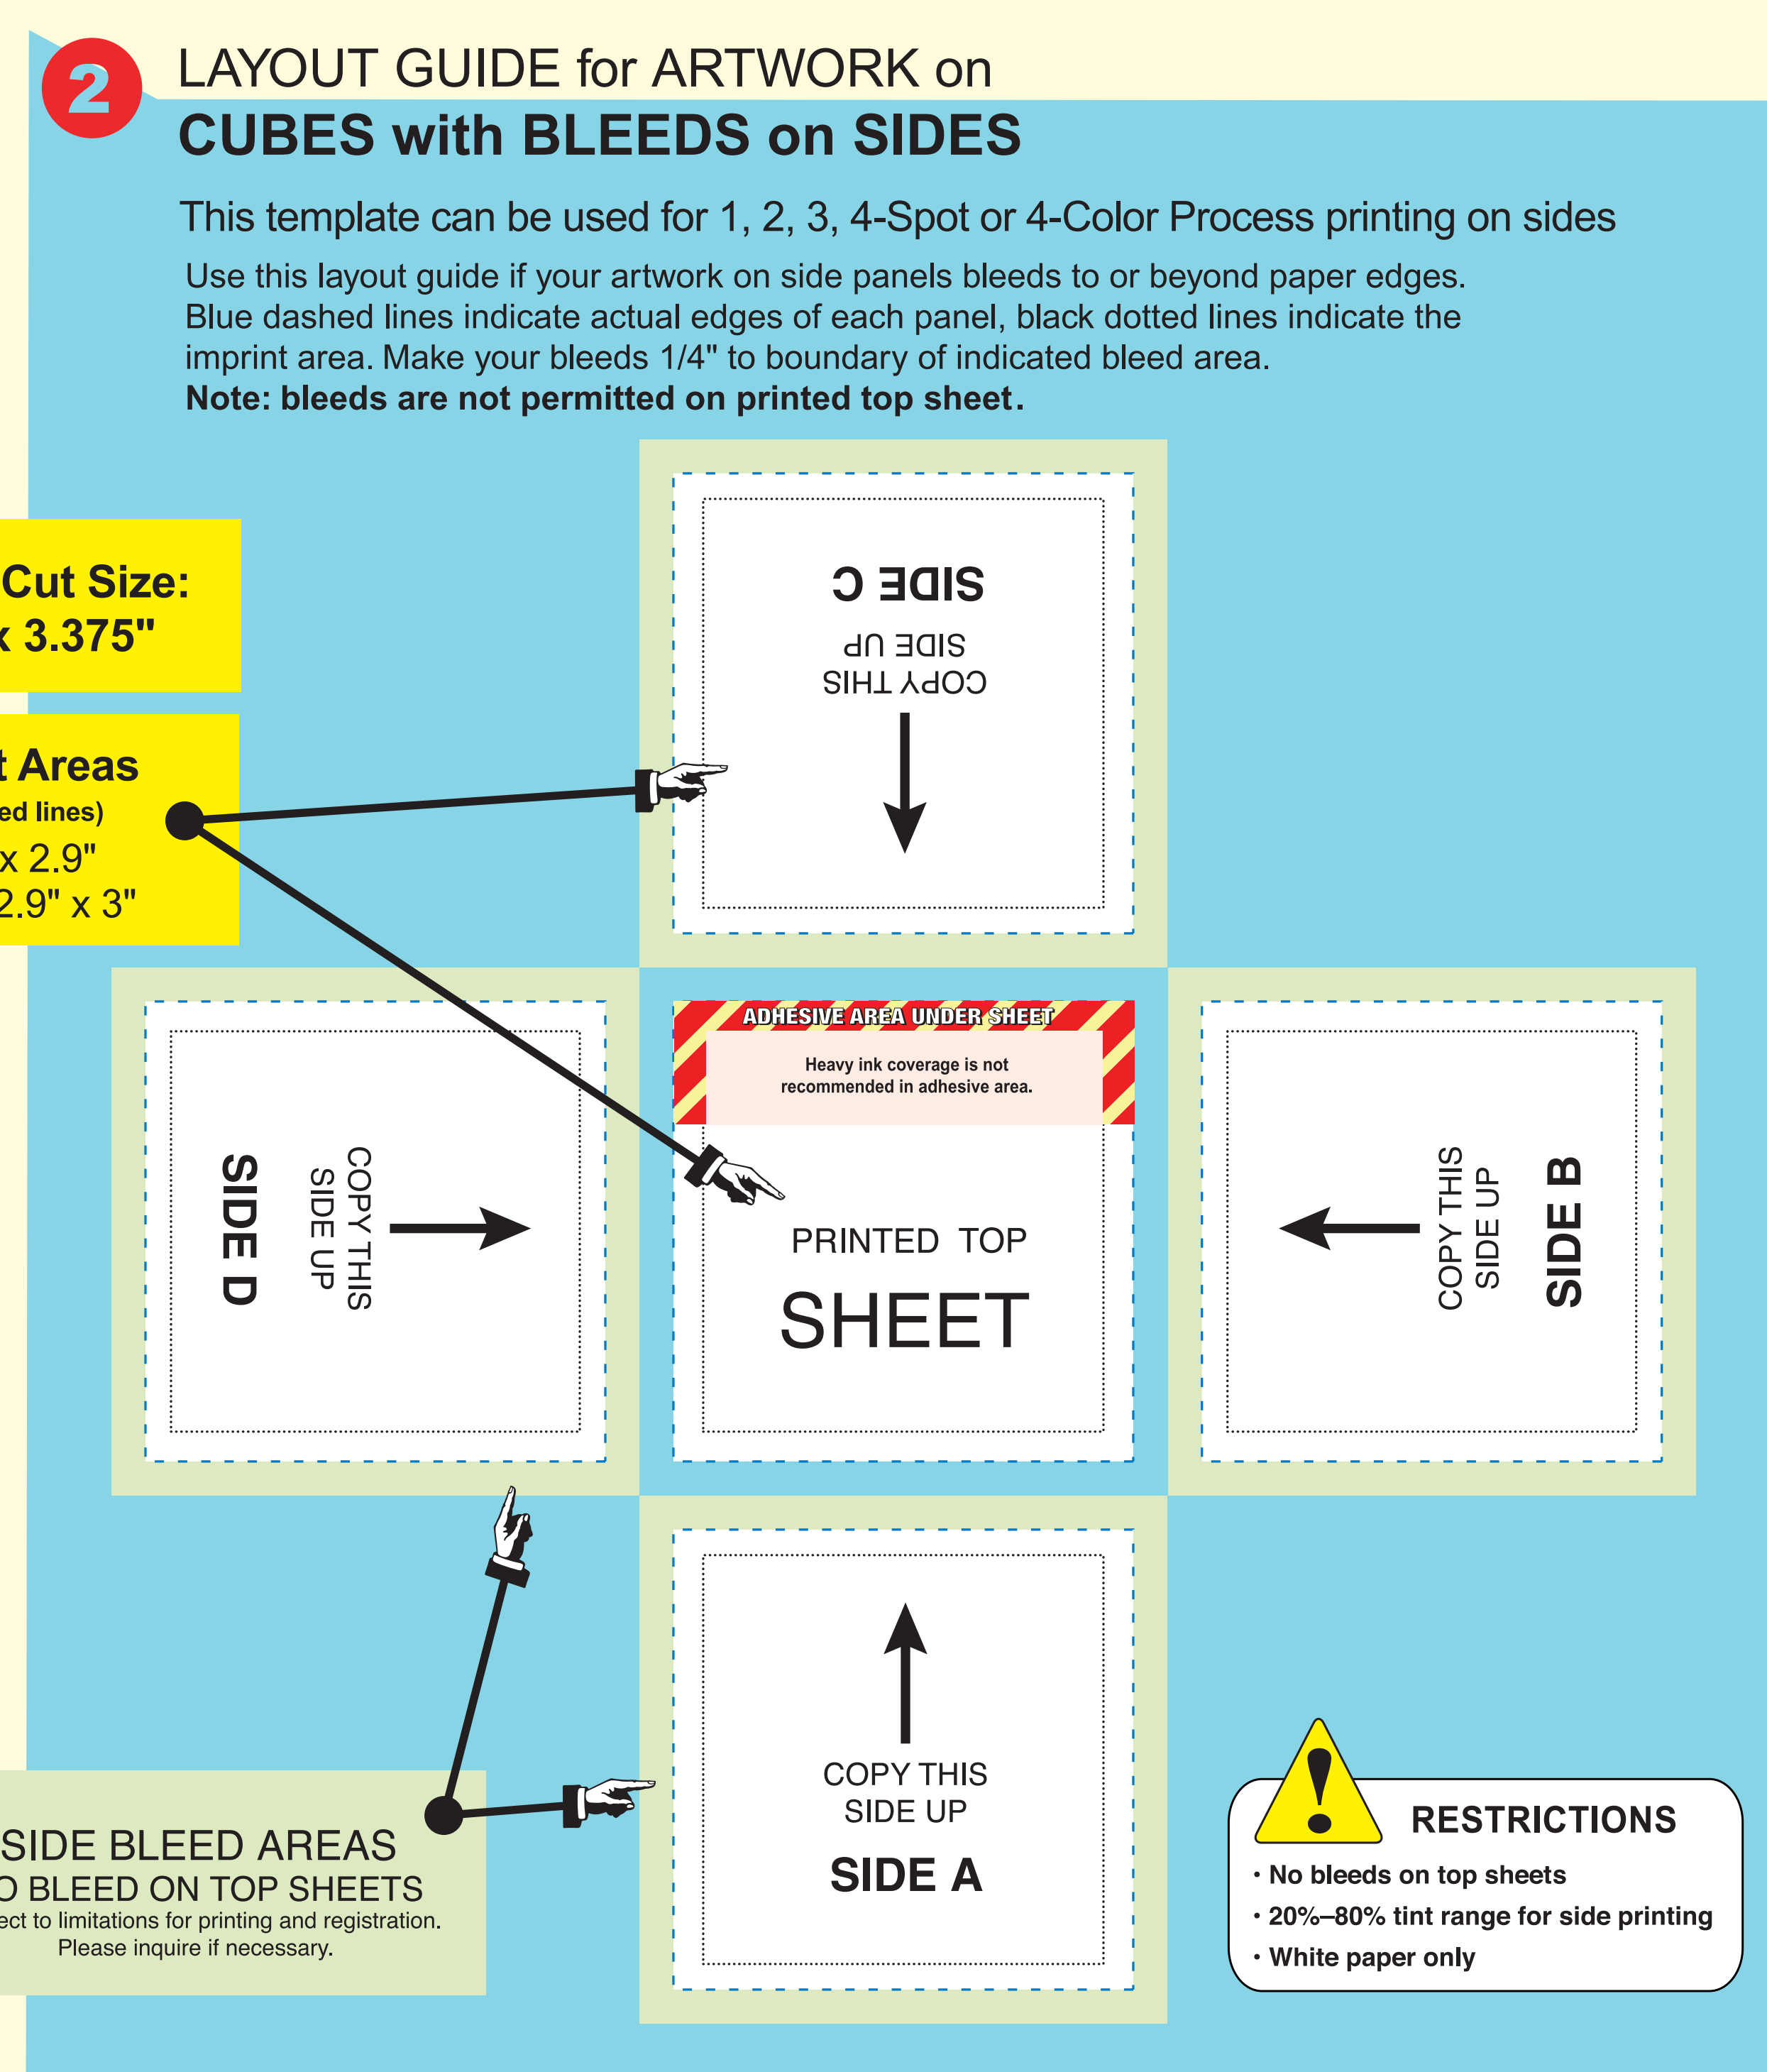 2
LAYOUT GUIDE for ARTWORK on
CUBES with BLEEDS on SIDES
This template can be used for 1, 2, 3, 4-Spot or 4-Color Process printing on sides
Use this layout guide if your artwork on side panels bleeds to or beyond paper edges.
Blue dashed lines indicate actual edges of each panel, black dotted lines indicate the
imprint area. Make your bleeds 1/4" to boundary of indicated bleed area.
Note: bleeds are not permitted on printed top sheet.
Cut Size:
x 3.375"
Areas
lines)
x 2.9"
2.9" x 3"
COPY THIS
SIDE UP
SIDE C
COPY THIS
SIDE UP
SIDE D
ADHESIVE AREA UNDER SHEET
Heavy ink coverage is not
recommended in adhesive area.
PRINTED TOP
SHEET
COPY THIS
SIDE UP
SIDE B
COPY THIS
SIDE UP
SIDE A
SIDE BLEED AREAS
BLEED ON TOP SHEETS
to limitations for printing and registration.
Please inquire if necessary.
!
RESTRICTIONS
· No bleeds on top sheets
· 20%–80% tint range for side printing
· White paper only